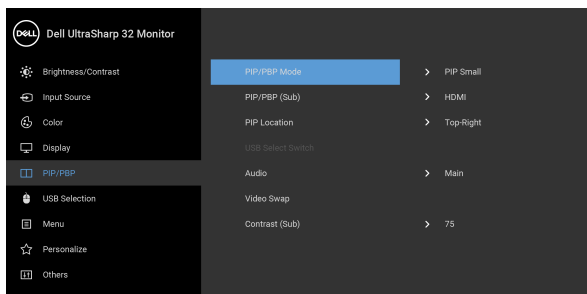 DELL Dell UltraSharp 32 Monitor
Brightness/Contrast
Input Source
Color
Display
PIP/PBP
USB Selection
Menu
Personalize
Others
PIP/PBP Mode > PIP Small
PIP/PBP (Sub) > HDMI
PIP Location > Top-Right
USB Select Switch
Audio > Main
Video Swap
Contrast (Sub) > 75